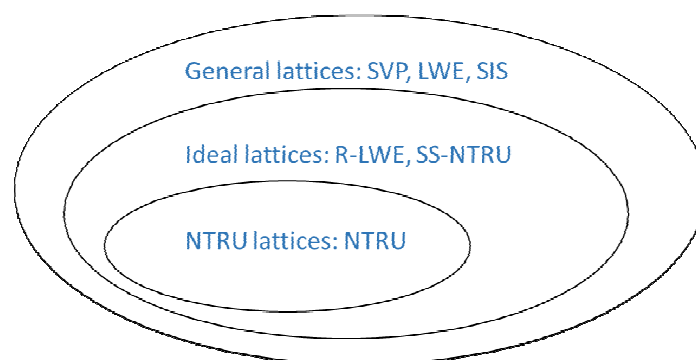 General lattices: SVP, LWE, SIS
Ideal lattices: R-LWE, SS-NTRU
NTRU lattices: NTRU